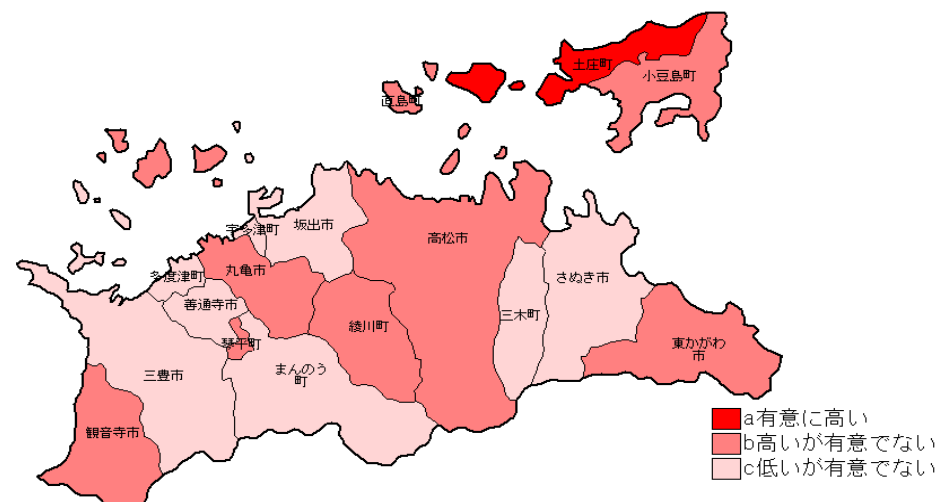 土庄町
小豆島町
直島町
宇多津町
坂出市
高松市
丸亀市
多度津町
さぬき市
善通寺市
三木町
綾川町
琴平町
東かがわ
市
まんのう
町
三豊市
観音寺市
a有意に高い
b高いが有意でない
c低いが有意でない